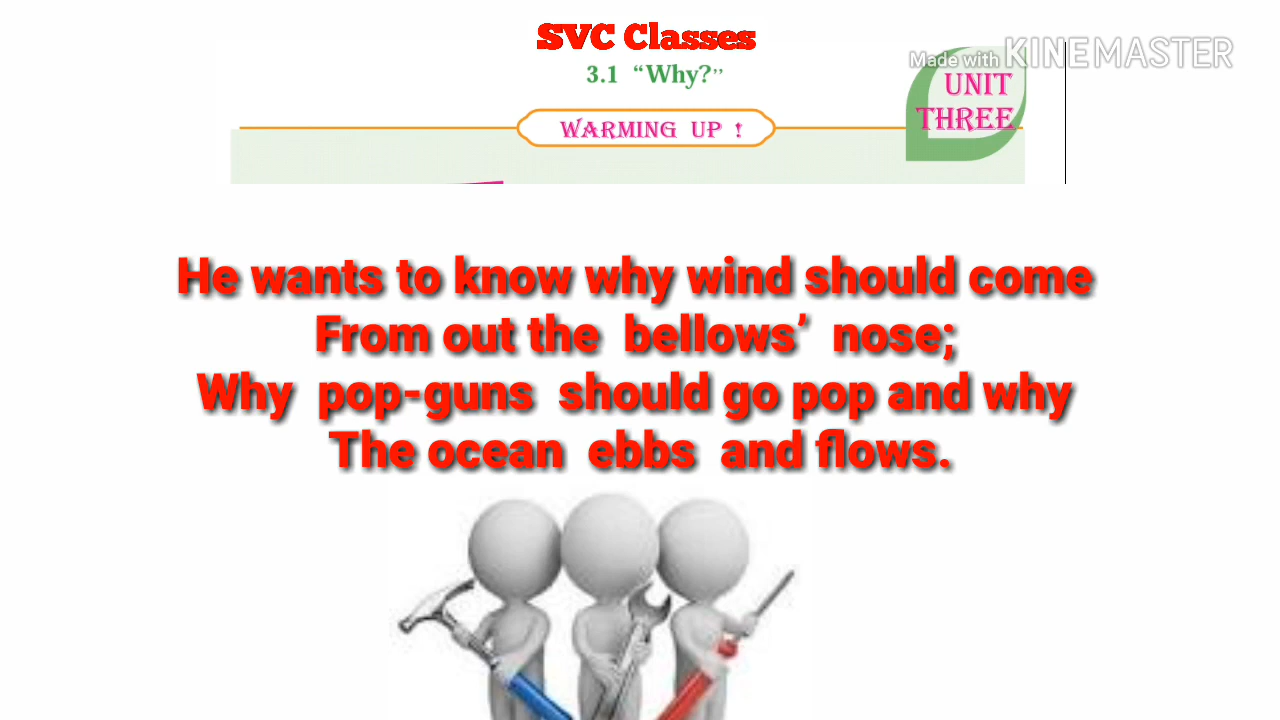 SVC Classes
Made with KINEMASTER
3.1 “Why?”
UNIT
THREE
WARMING UP !
He wants to know why wind should come
From out the bellows’ nose;
Why pop-guns should go pop and why
The ocean ebbs and flows.